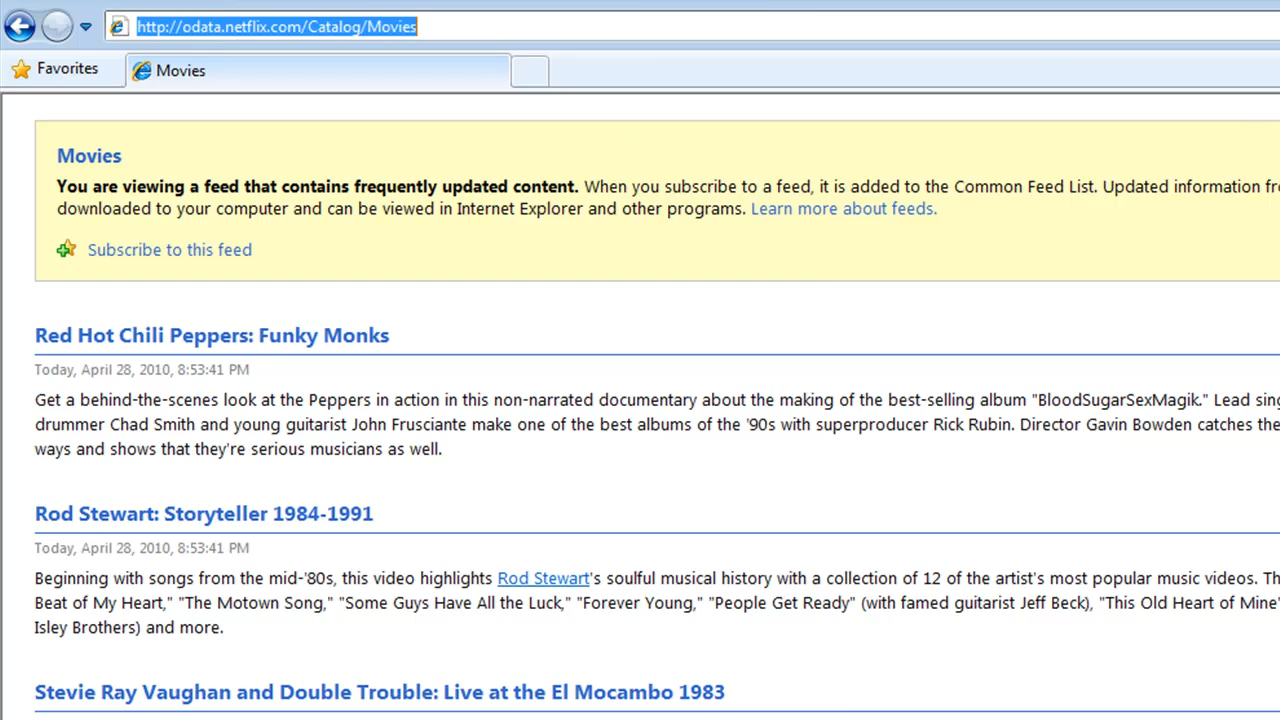 http://odata.netflix.com/Catalog/Movies
Favorites
Movies
Movies
You are viewing a feed that contains frequently updated content. When you subscribe to a feed, it is added to the Common Feed List. Updated information
downloaded to your computer and can be viewed in Internet Explorer and other programs. Learn more about feeds.
Subscribe to this feed
Red Hot Chili Peppers: Funky Monks
Today, April 28, 2010, 8:53:41 PM
Get a behind-the-scenes look at the Peppers in action in this non-narrated documentary about the making of the best-selling album "BloodSugarSexMagik." Lead
drummer Chad Smith and young guitarist John Frusciante make one of the best albums of the '90s with superproducer Rick Rubin. Director Gavin Bowden catches the
ways and shows that they're serious musicians as well.
Rod Stewart: Storyteller 1984-1991
Today, April 28, 2010, 8:53:41 PM
Beginning with songs from the mid-'80s, this video highlights Rod Stewart's soulful musical history with a collection of 12 of the artist's most popular music videos.
Beat of My Heart," "The Motown Song," "Some Guys Have All the Luck," "Forever Young," "People Get Ready" (with famed guitarist Jeff Beck), "This Old Heart of Mine"
Isley Brothers) and more.
Stevie Ray Vaughan and Double Trouble: Live at the El Mocambo 1983